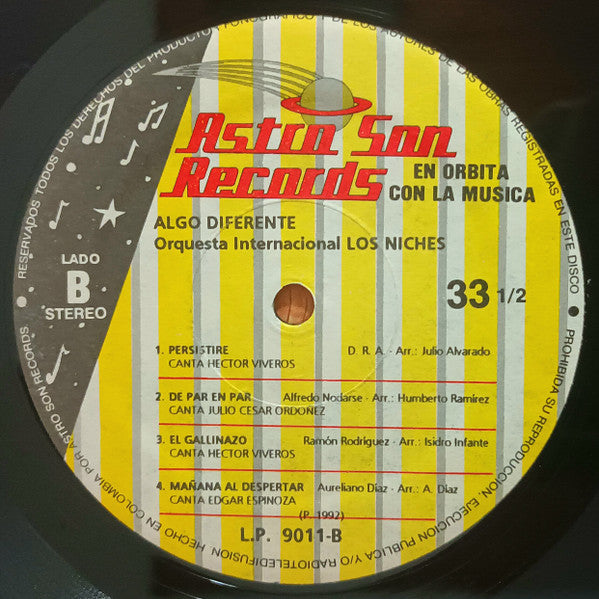 Astro Son
Records
EN ORBITA
CON LA MUSICA
ALGO DIFERENTE
Orquesta Internacional LOS NICHES
LADO
B
STEREO
33 1/2
1. PERSISTIRE D. R. A. - Arr.: Julio Alvarado
CANTA HECTOR VIVEROS
2. DE PAR EN PAR Alfredo Nodarse - Arr.: Humberto Ramirez
CANTA JULIO CESAR ORDOÑEZ
3. EL GALLINAZO Ramón Rodriguez - Arr.: Isidro Infante
CANTA HECTOR VIVEROS
4. MAÑANA AL DESPERTAR Aureliano Diaz - Arr.: A. Diaz
CANTA EDGAR ESPINOZA
(P. 1992)
L.P. 9011-B
HECHO EN COLOMBIA POR ASTRO SON RECORDS • RESERVADOS TODOS LOS DERECHOS DEL PRODUCTO FONOGRAFICO Y DE LOS AUTORES DE LAS OBRAS REGISTRADAS EN ESTE DISCO • PROHIBIDA SU REPRODUCCION, EJECUCION PUBLICA Y/O RADIOTELEDIFUSION